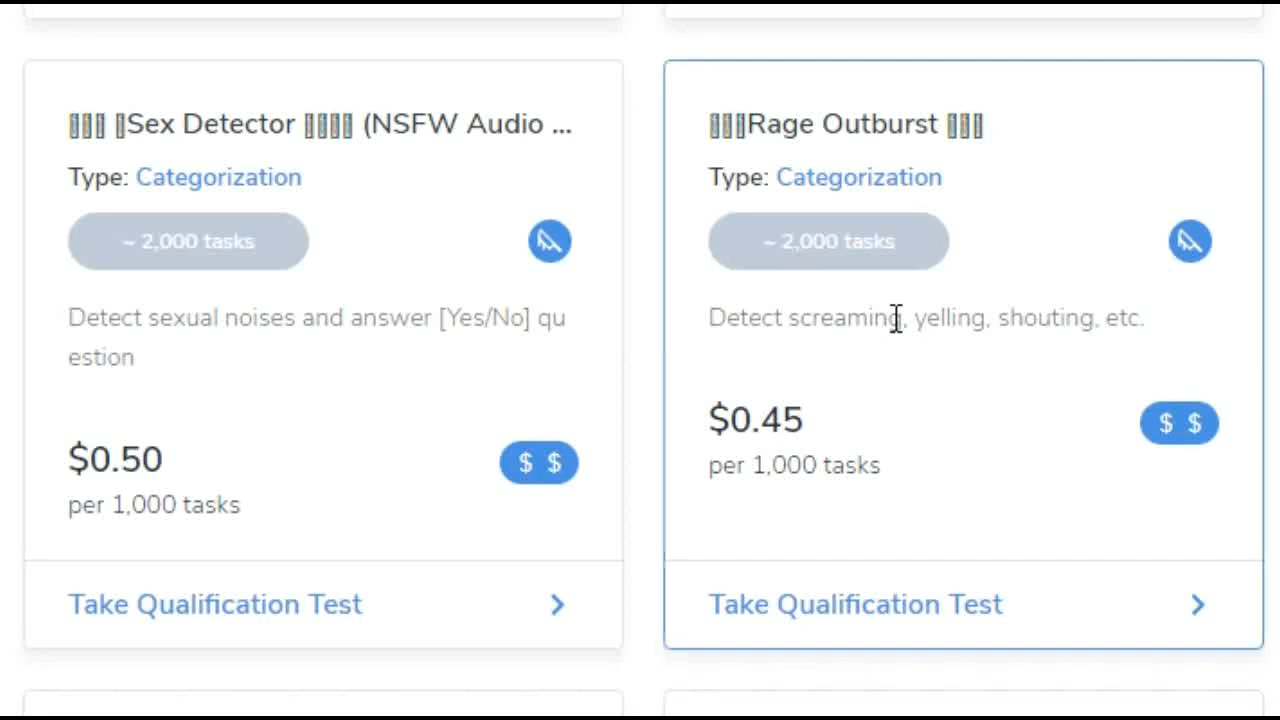 Sex Detector (NSFW Audio ...
Type: Categorization
~ 2,000 tasks
Detect sexual noises and answer [Yes/No] qu
estion
$0.50
$ $
per 1,000 tasks
Take Qualification Test
Rage Outburst
Type: Categorization
~ 2,000 tasks
Detect screaming, yelling, shouting, etc.
$0.45
$ $
per 1,000 tasks
Take Qualification Test